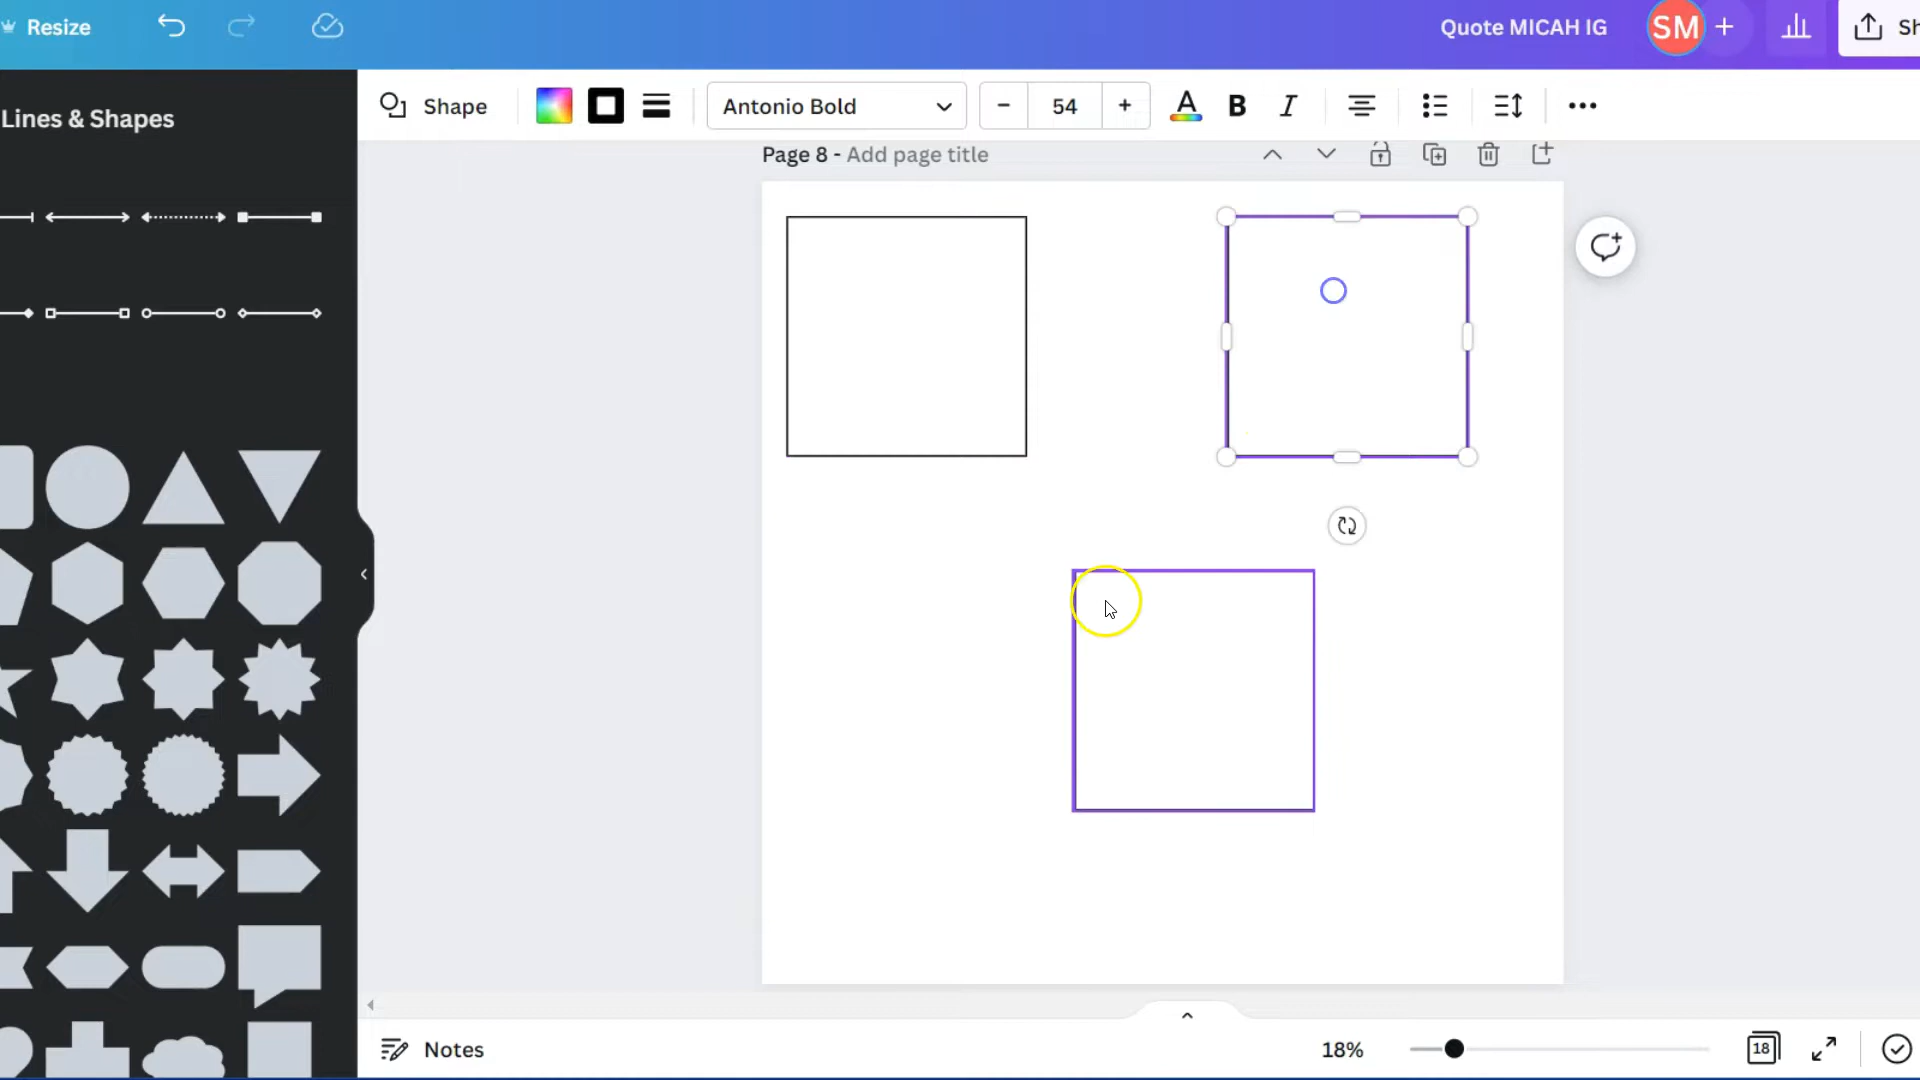 Resize
Quote MICAH IG
SM
Sh
Lines & Shapes
Shape
Antonio Bold
54
A
B
I
Page 8 - Add page title
Notes
18%
18